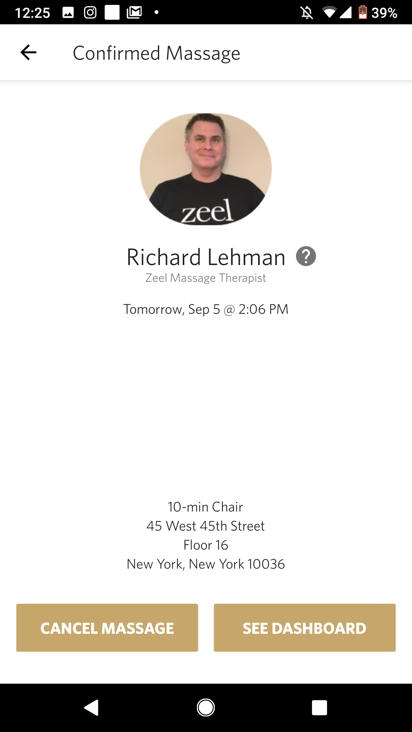 12:25
39%
Confirmed Massage
zeel
Richard Lehman ?
Zeel Massage Therapist
Tomorrow, Sep 5 @ 2:06 PM
10-min Chair
45 West 45th Street
Floor 16
New York, New York 10036
CANCEL MASSAGE
SEE DASHBOARD